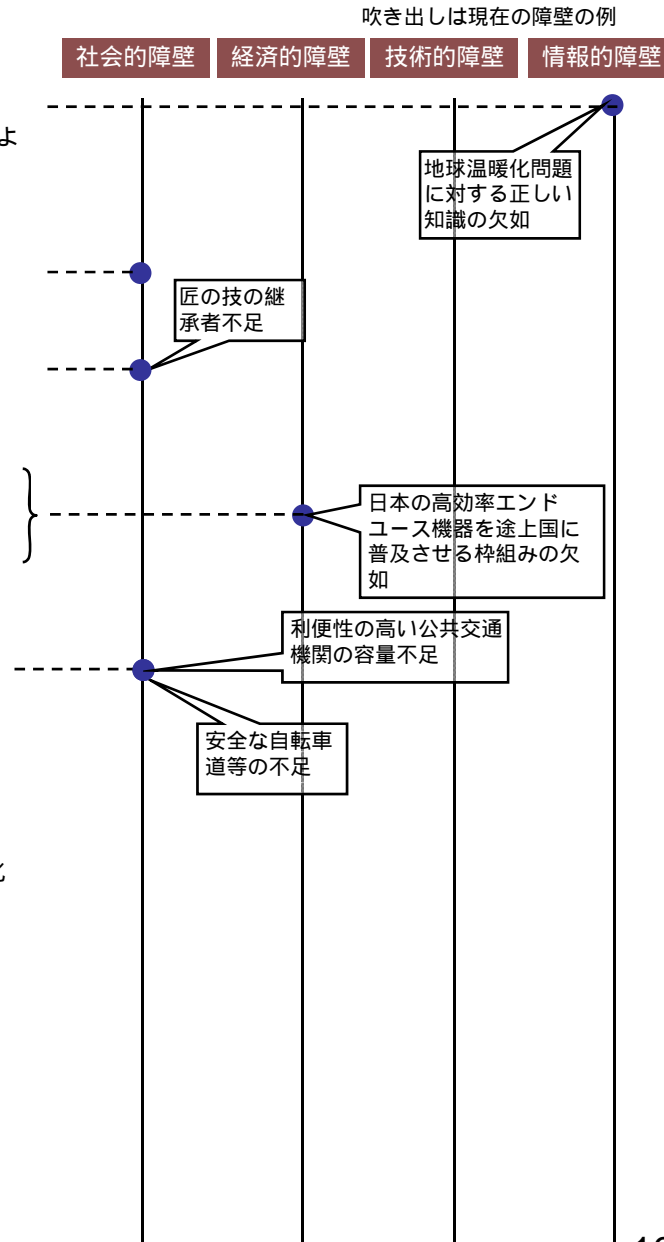 吹き出しは現在の障壁の例
社会的障壁
経済的障壁
技術的障壁
情報的障壁
よ
地球温暖化問題
に対する正しい
知識の欠如
匠の技の継
承者不足
日本の高効率エンド
ユース機器を途上国に
普及させる枠組みの欠
如
利便性の高い公共交通
機関の容量不足
安全な自転車
道等の不足